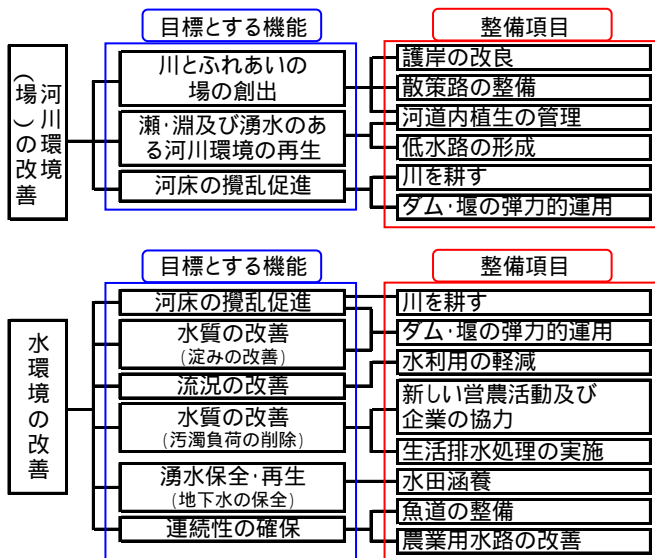 目標とする機能
整備項目
河川環境
(場)の改善
川とふれあいの
場の創出
瀬･淵及び湧水のあ
る河川環境の再生
河床の攪乱促進
護岸の改良
散策路の整備
河道内植生の管理
低水路の形成
川を耕す
ダム･堰の弾力的運用
目標とする機能
整備項目
水環境の改善
河床の攪乱促進
水質の改善
(淀みの改善)
流況の改善
水質の改善
(汚濁負荷の削除)
湧水保全･再生
(地下水の保全)
連続性の確保
川を耕す
ダム･堰の弾力的運用
水利用の軽減
新しい営農活動及び
企業の協力
生活排水処理の実施
水田涵養
魚道の整備
農業用水路の改善